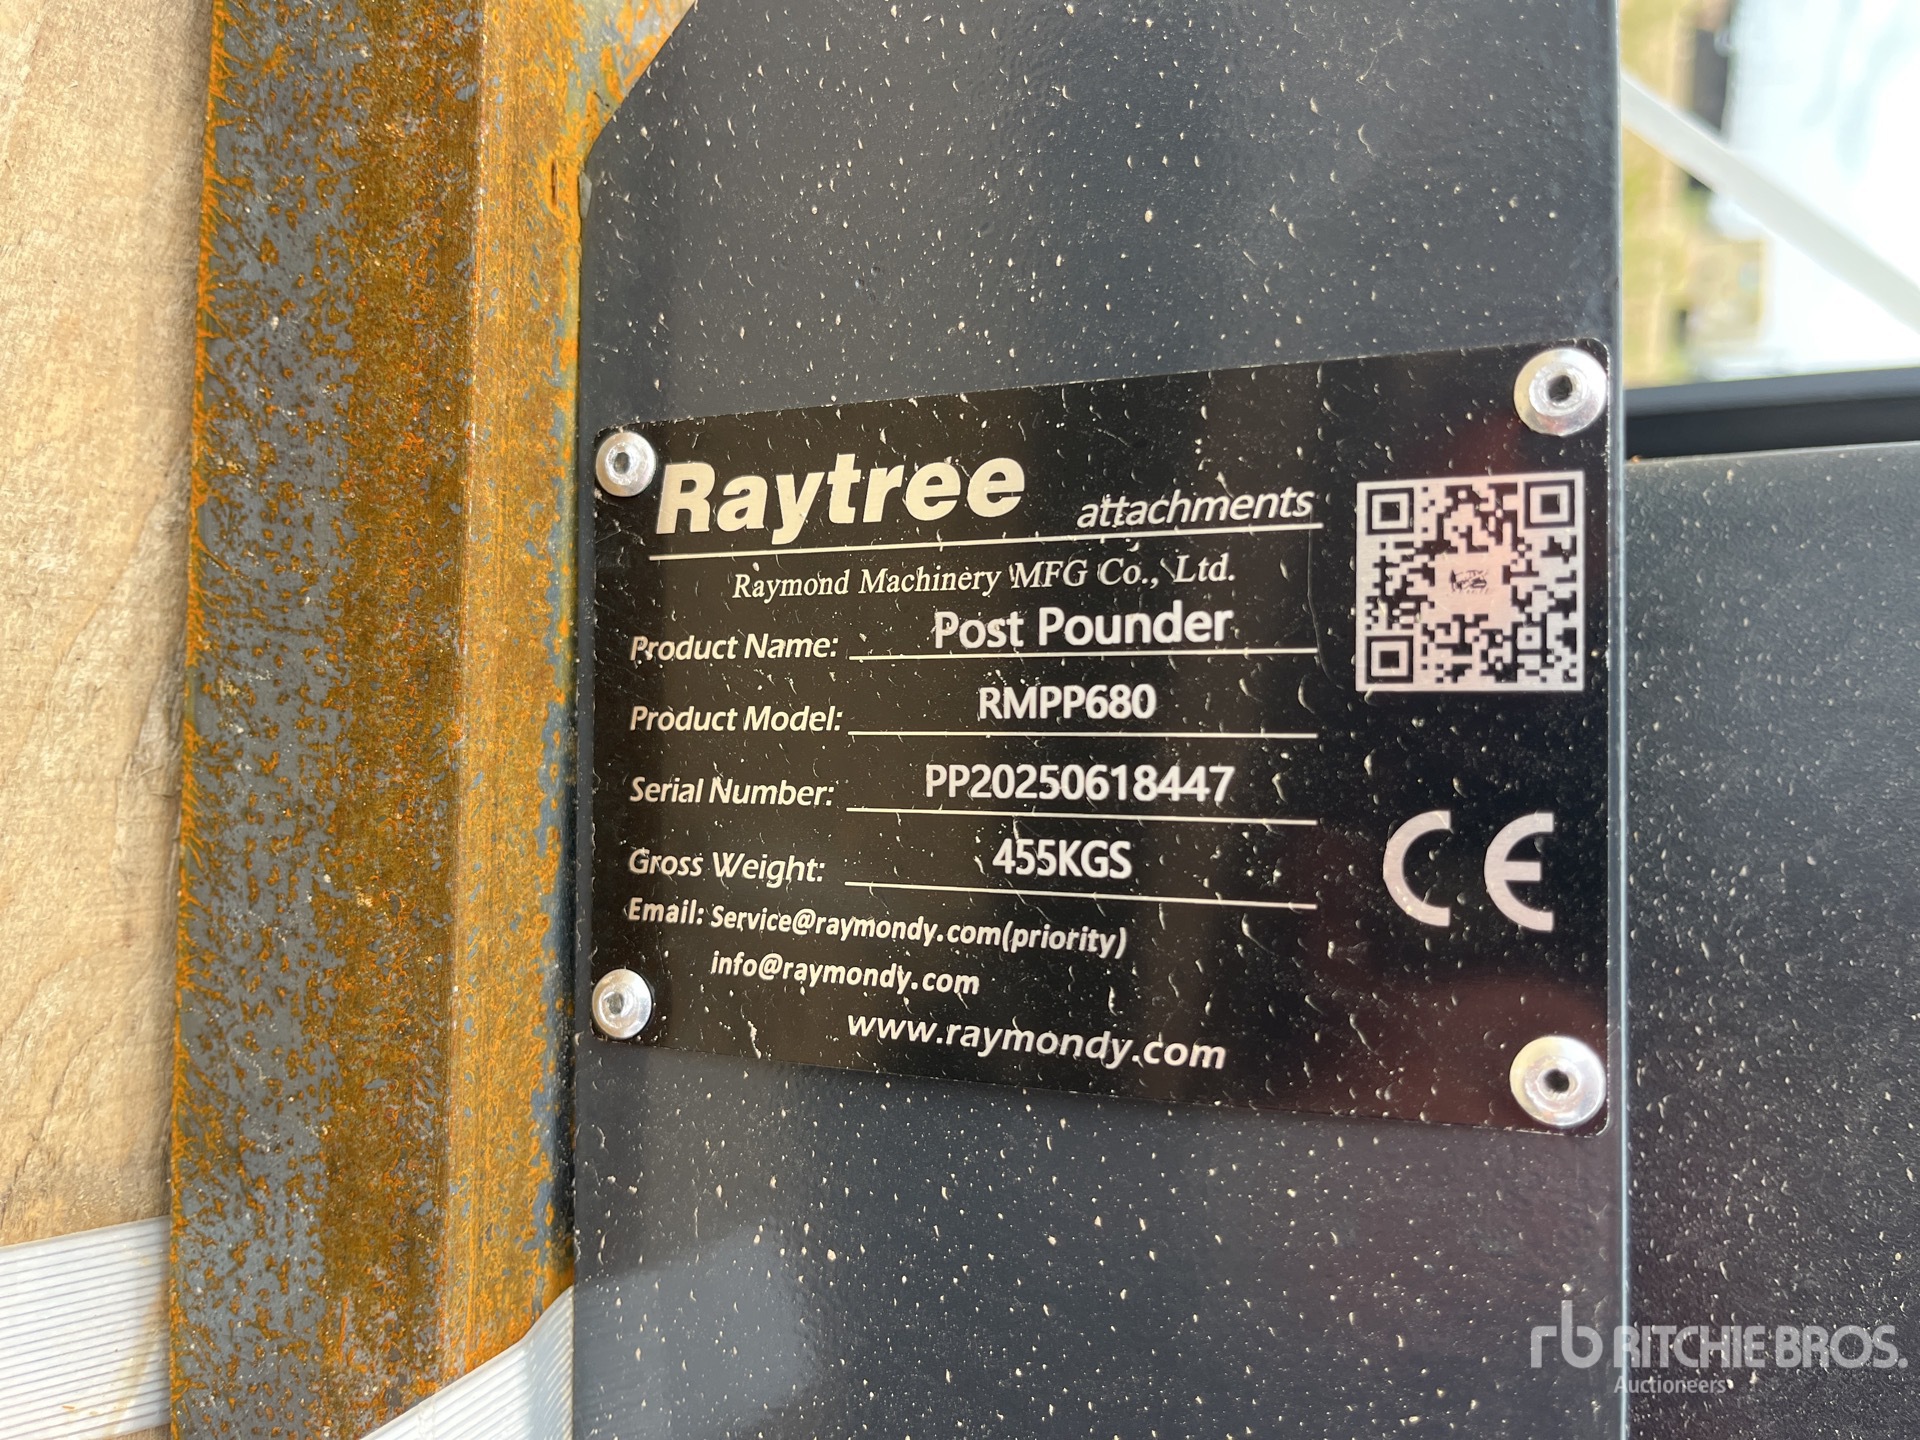 Raytree attachments
Raymond Machinery MFG Co., Ltd.
Product Name: Post Pounder
Product Model: RMPP680
Serial Number: PP20250618447
Gross Weight: 455KGS
Email: Service@raymondy.com(priority)
info@raymondy.com
www.raymondy.com
CE
rb RITCHIE BROS.
Auctioneers